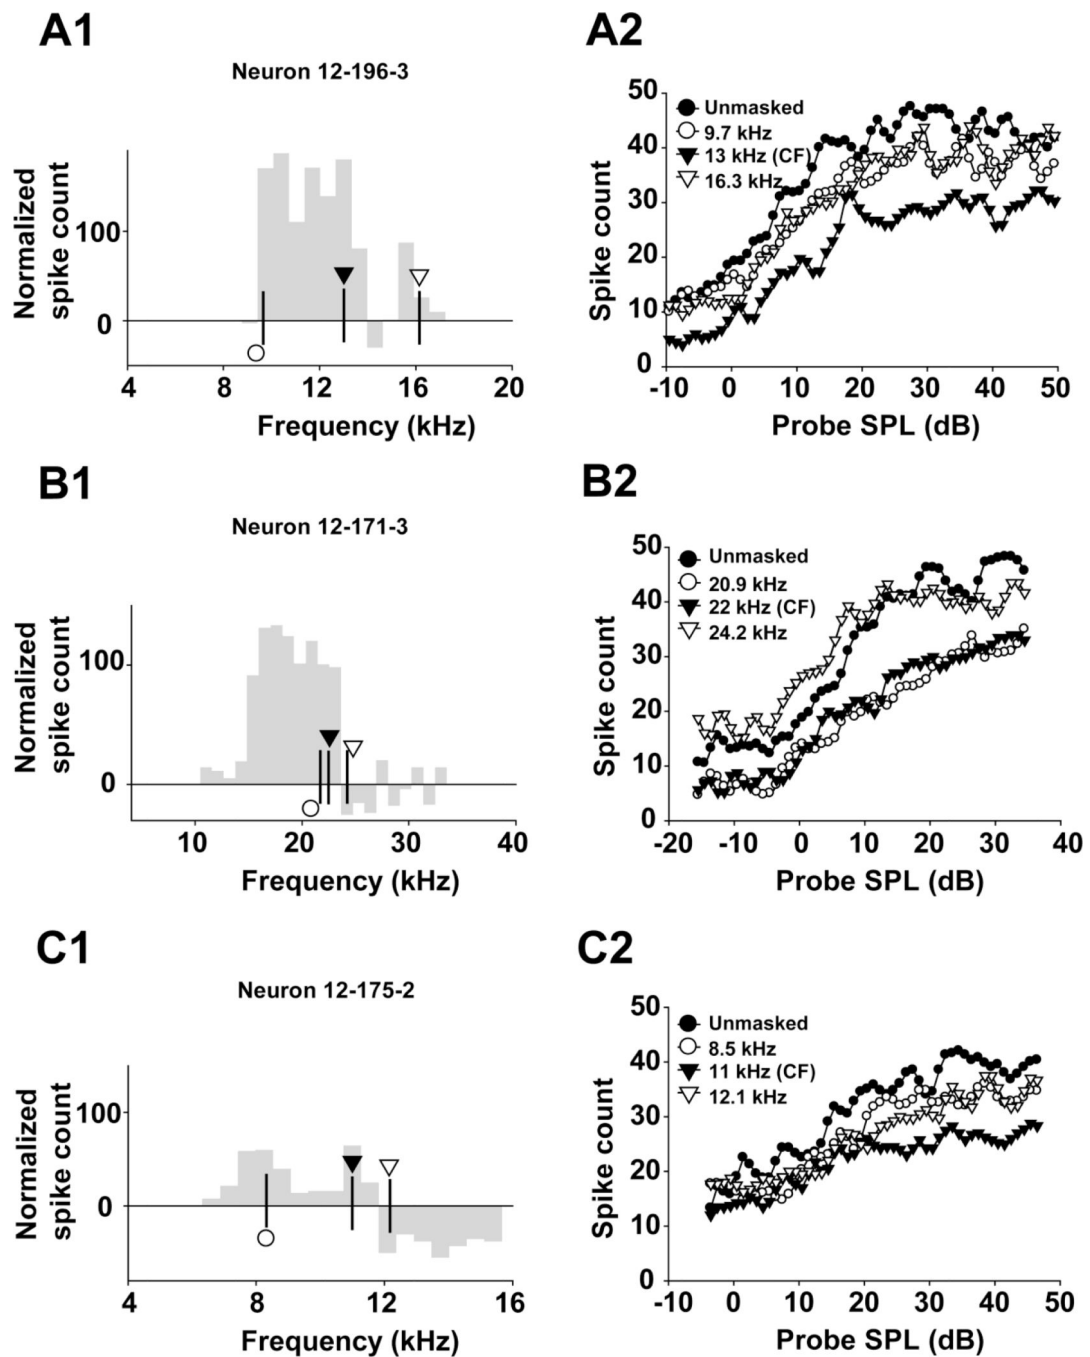 A1
Neuron 12-196-3
Normalized
spike count
100
0
4 8 12 16 20
Frequency (kHz)
A2
50
40
30
20
10
0
Spike count
Unmasked
9.7 kHz
13 kHz (CF)
16.3 kHz
-10 0 10 20 30 40 50
Probe SPL (dB)
B1
Neuron 12-171-3
Normalized
spike count
100
0
10 20 30 40
Frequency (kHz)
B2
50
40
30
20
10
0
Spike count
Unmasked
20.9 kHz
22 kHz (CF)
24.2 kHz
-20 -10 0 10 20 30 40
Probe SPL (dB)
C1
Neuron 12-175-2
Normalized
spike count
100
0
4 8 12 16
Frequency (kHz)
C2
50
40
30
20
10
0
Spike count
Unmasked
8.5 kHz
11 kHz (CF)
12.1 kHz
-10 0 10 20 30 40 50
Probe SPL (dB)